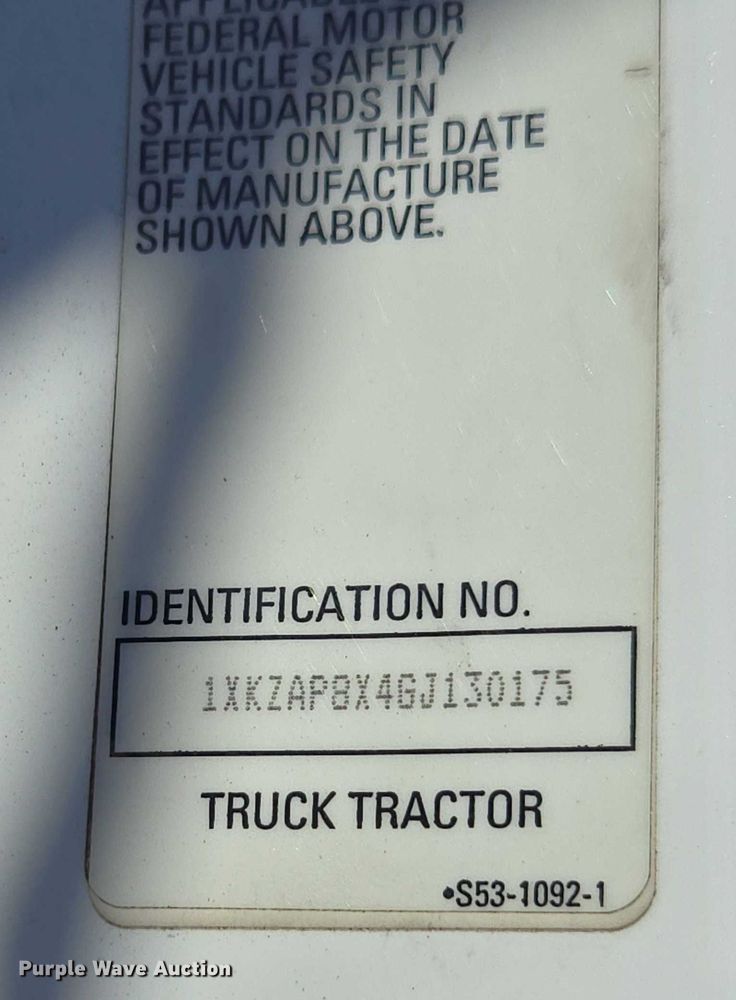 APPLICABLE
FEDERAL MOTOR
VEHICLE SAFETY
STANDARDS IN
EFFECT ON THE DATE
OF MANUFACTURE
SHOWN ABOVE.
IDENTIFICATION NO.
1XKZAP8X4GJ130175
TRUCK TRACTOR
•S53-1092-1
Purple Wave Auction